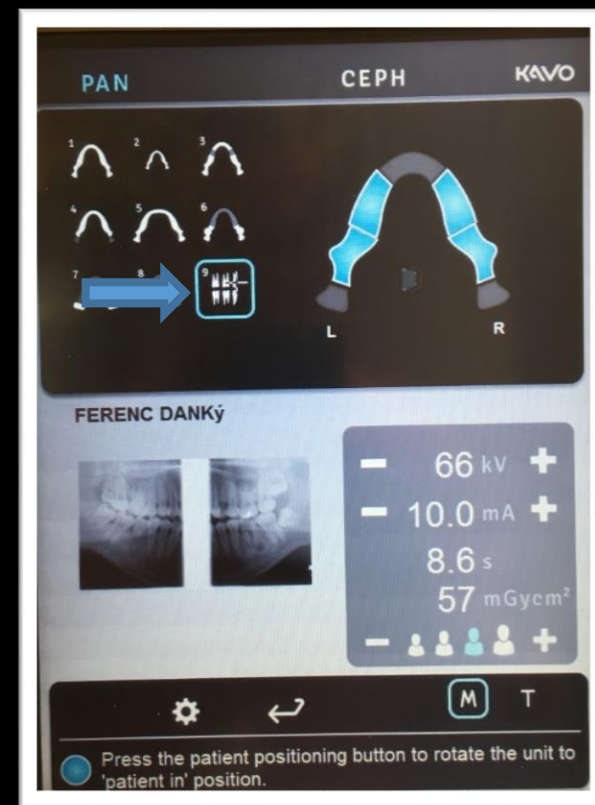 PAN CEPH KAVO
1 2 3
4 5 6
7 8 9
L R
FERENC DANKý
66 kV
10.0 mA
8.6 s
57 mGycm²
M T
Press the patient positioning button to rotate the unit to
'patient in' position.